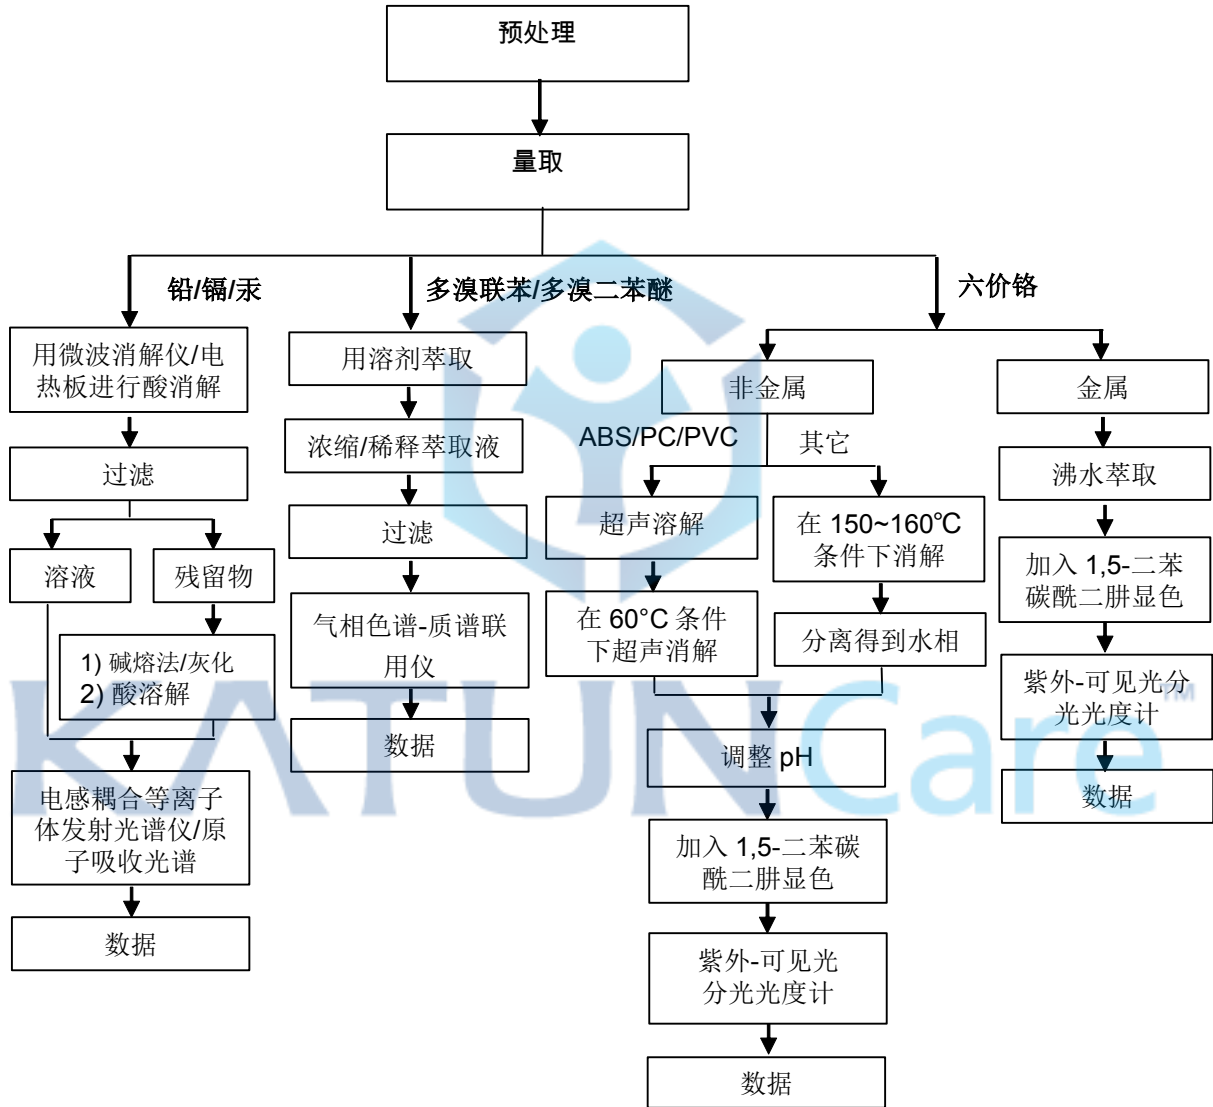 预处理
量取
铅/镉/汞
多溴联苯/多溴二苯醚
六价铬
用微波消解仪/电
热板进行酸消解
过滤
溶液
残留物
1) 碱熔法/灰化
2) 酸溶解
电感耦合等离子
体发射光谱仪/原
子吸收光谱
数据
用溶剂萃取
浓缩/稀释萃取液
过滤
气相色谱-质谱联
用仪
数据
非金属
ABS/PC/PVC
其它
超声溶解
在 60°C 条件
下超声消解
在 150~160℃
条件下消解
分离得到水相
调整 pH
加入 1,5-二苯碳
酰二肼显色
紫外-可见光
分光光度计
数据
金属
沸水萃取
加入 1,5-二苯
碳酰二肼显色
紫外-可见光分
光光度计
数据
KATUNCare™